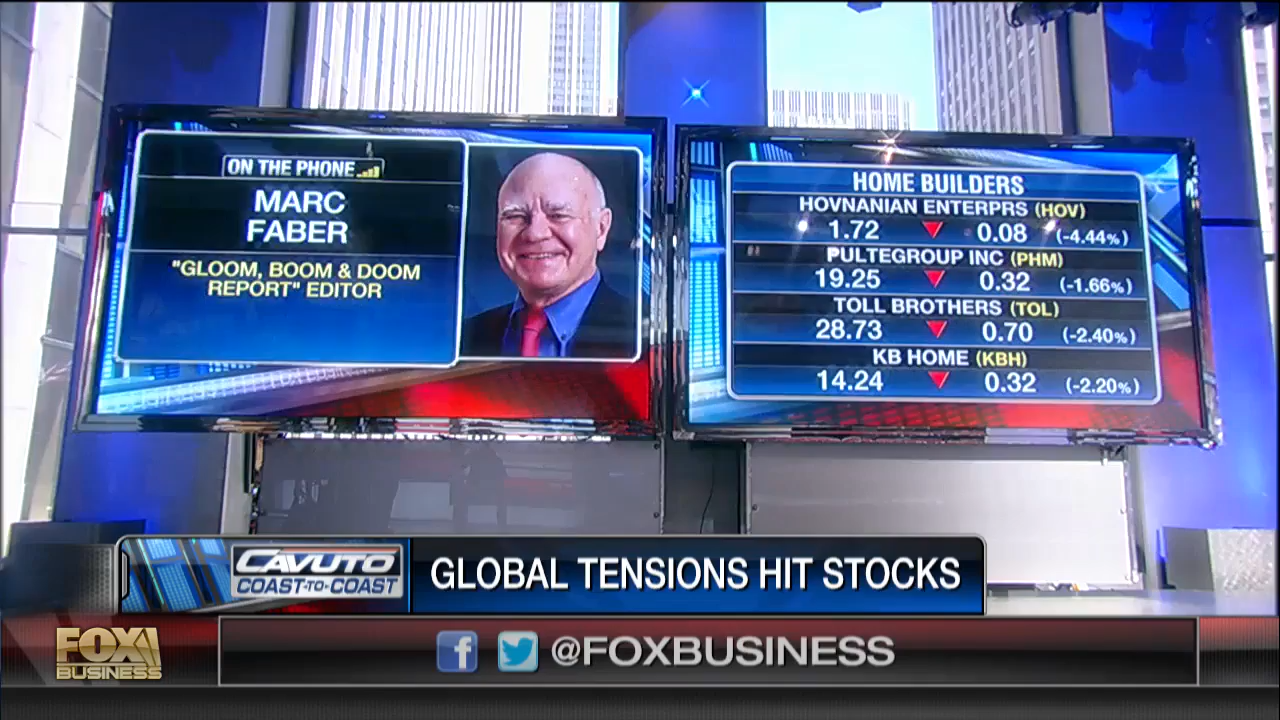 ON THE PHONE
MARC
FABER
"GLOOM, BOOM & DOOM
REPORT" EDITOR
HOME BUILDERS
HOVNANIAN ENTERPRS (HOV)
1.72 ▼ 0.08 (-4.44%)
PULTEGROUP INC (PHM)
19.25 ▼ 0.32 (-1.66%)
TOLL BROTHERS (TOL)
28.73 ▼ 0.70 (-2.40%)
KB HOME (KBH)
14.24 ▼ 0.32 (-2.20%)
CAVUTO
COAST-TO-COAST
GLOBAL TENSIONS HIT STOCKS
FOX
BUSINESS
f @FOXBUSINESS